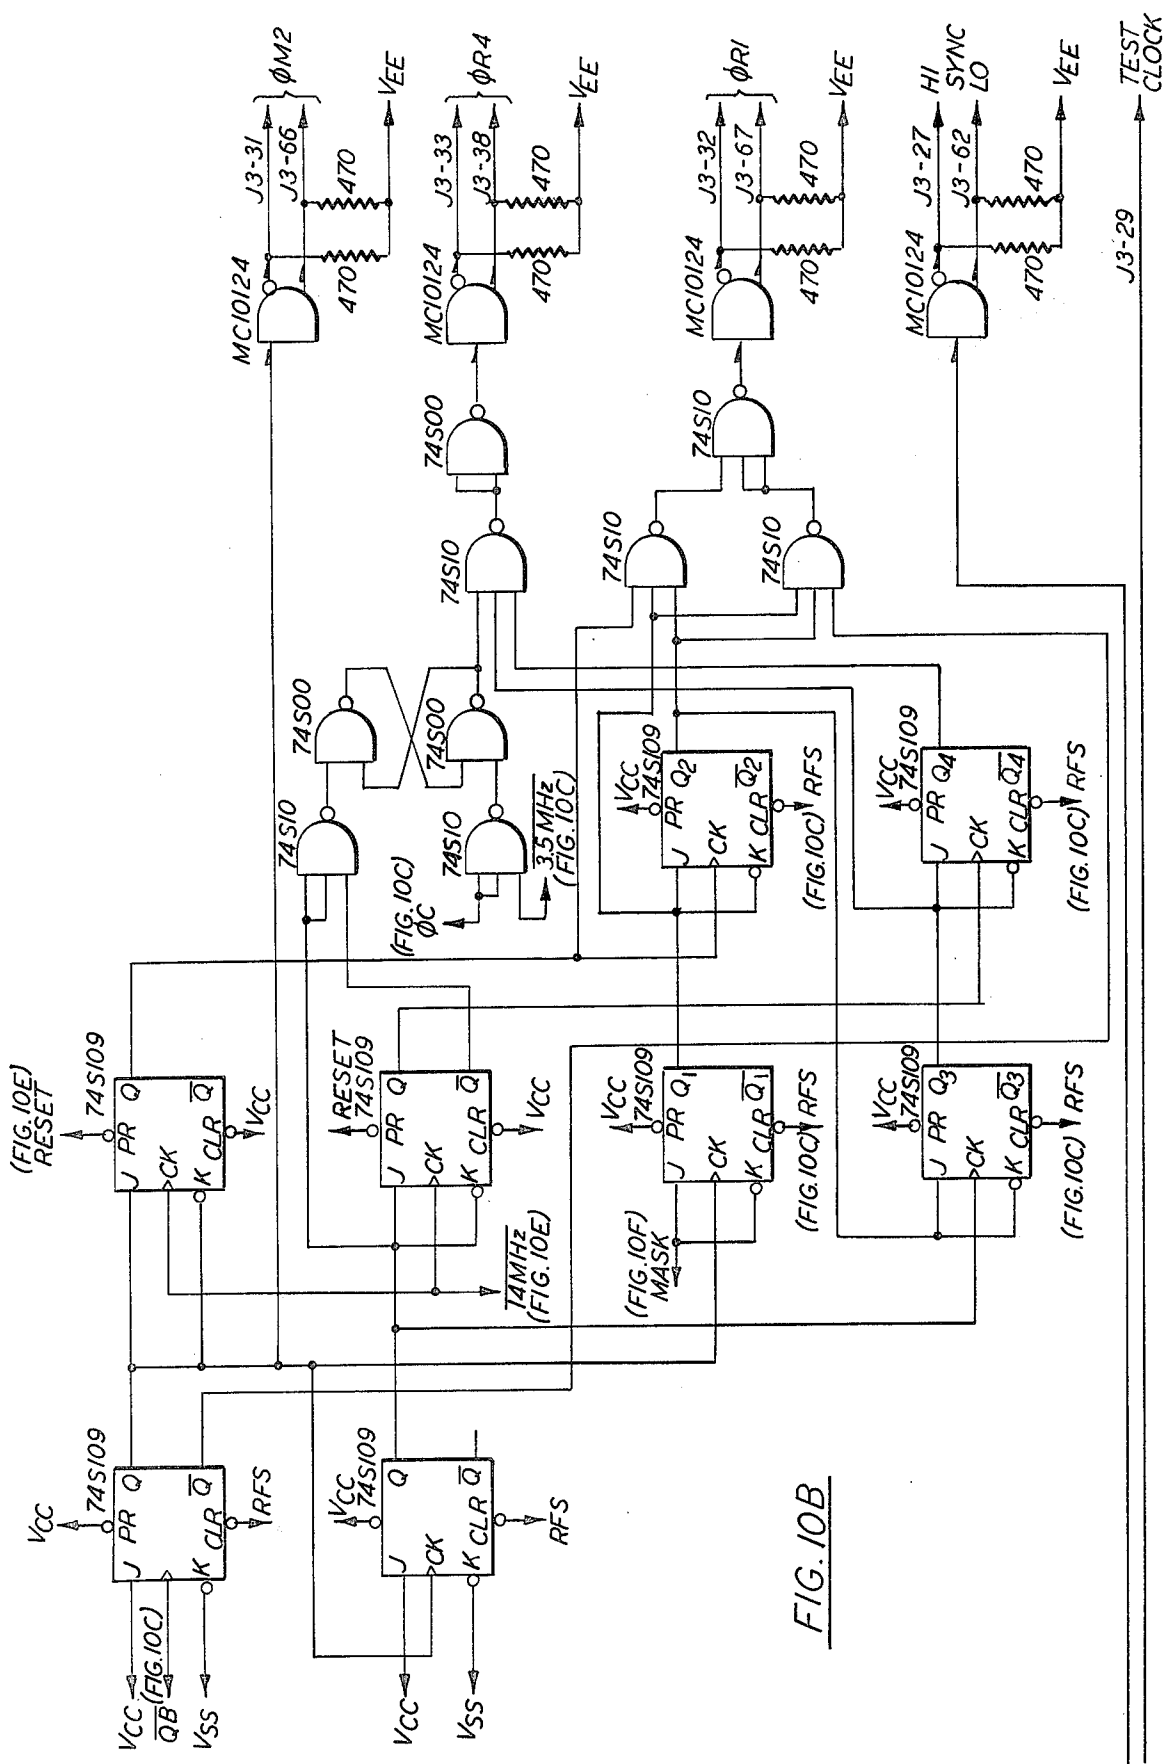 φM2
J3-31
J3-66
VEE
470
470
MC10124
φR4
J3-33
J3-38
VEE
470
470
MC10124
74S00
74S10
φR1
J3-32
J3-67
VEE
470
470
MC10124
74S10
74S10
74S10
HI
SYNC
LO
J3-27
J3-62
VEE
470
470
MC10124
TEST
CLOCK
J3-29
74S00
74S00
74S10
74S10
(FIG. 10C)
φC
3.5 MHz
(FIG. 10C)
(FIG. 10E)
RESET
74S109
J PR Q
CK
K CLR Q
VCC
RESET
74S109
J PR Q
CK
K CLR Q
VCC
14MHz
(FIG. 10E)
VCC
74S109
J PR Q2
CK
K CLR Q2
(FIG. 10C) RFS
VCC
74S109
J PR Q4
CK
K CLR Q4
(FIG. 10C) RFS
VCC
74S109
J PR Q1
CK
K CLR Q1
(FIG. 10C) RFS
(FIG. 10F)
MASK
VCC
74S109
J PR Q3
CK
K CLR Q3
(FIG. 10C) RFS
VCC
74S109
J PR Q
K CLR Q
RFS
VCC
QB (FIG. 10C)
VSS
VCC
74S109
J PR Q
CK
K CLR Q
RFS
VCC
VSS
FIG. 10B